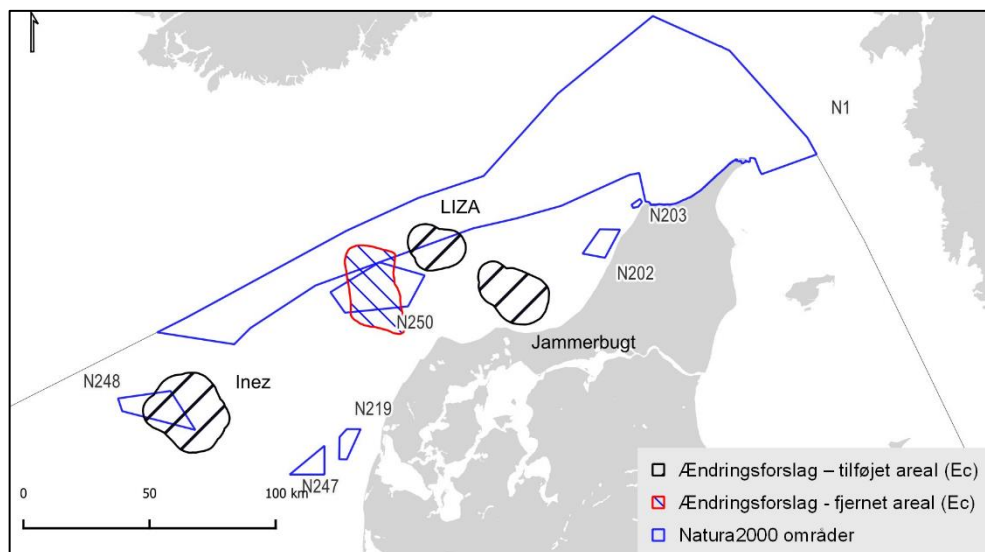 N1
N203
LIZA
N202
N250
Jammerbugt
N248
Inez
N219
N247
0 50 100 km
Ændringsforslag – tilføjet areal (Ec)
Ændringsforslag - fjernet areal (Ec)
Natura2000 områder